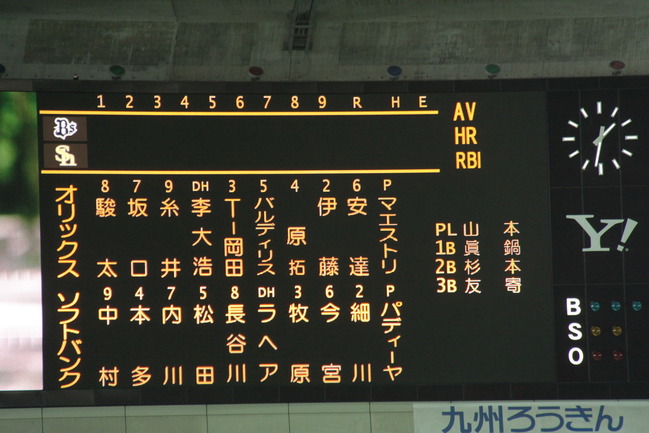 1 2 3 4 5 6 7 8 9 R H E
AV
HR
RBI
Bs
Sh
オリックス
8 駿太
7 坂口
9 糸井
DH 李大浩
3 T-岡田
5 バルディリス
4 原拓
2 伊藤
6 安達
P マエストリ
ソフトバンク
9 中村
4 本多
7 内川
5 松田
8 長谷川
DH ラヘア
3 牧原
6 今宮
2 細川
P パディーヤ
PL 山本
1B 眞鍋
2B 杉本
3B 友寄
Y!
B
S
O
九州ろうきん